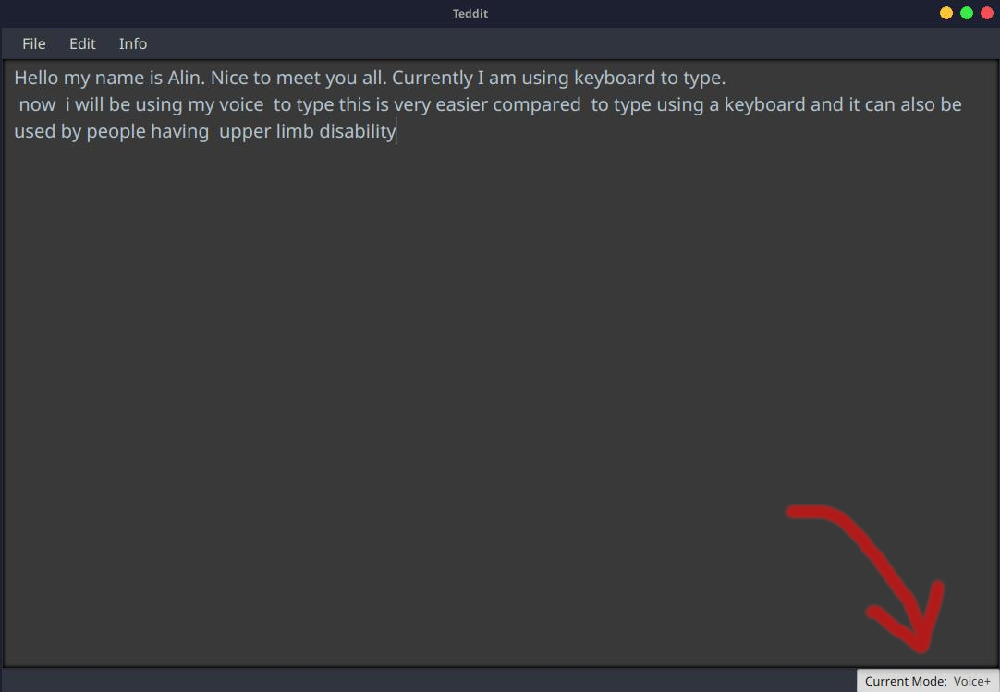 Teddit
File Edit Info
Hello my name is Alin. Nice to meet you all. Currently I am using keyboard to type.
 now  i will be using my voice  to type this is very easier compared  to type using a keyboard and it can also be
used by people having  upper limb disability
Current Mode: Voice+